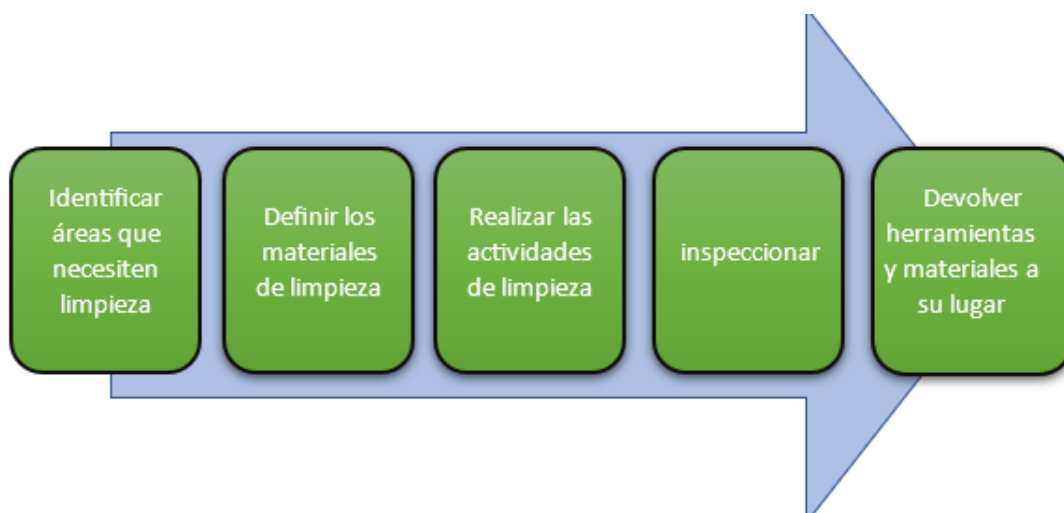 Identificar
áreas que
necesiten
limpieza
Definir los
materiales
de limpieza
Realizar las
actividades
de limpieza
inspeccionar
Devolver
herramientas
y materiales a
su lugar